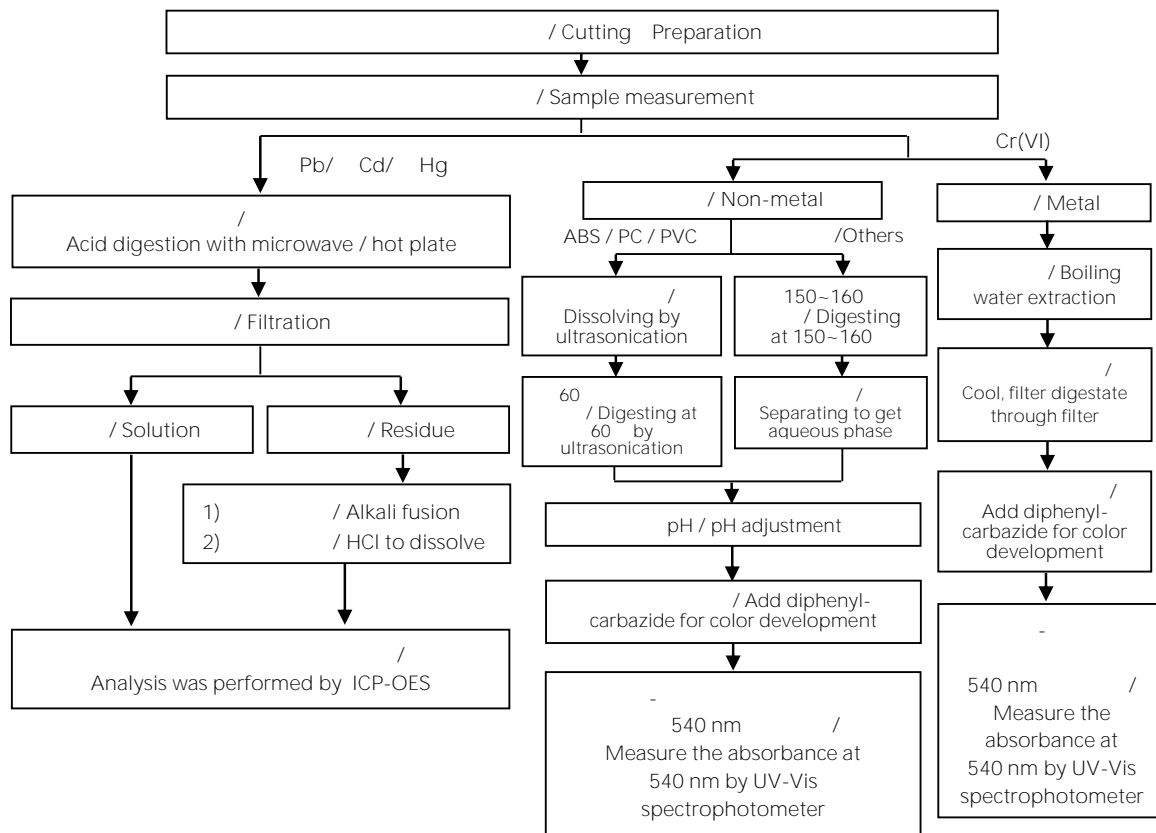 / Cutting Preparation
/ Sample measurement
Pb/ Cd/ Hg
/
Acid digestion with microwave / hot plate
/ Filtration
/ Solution
/ Residue
1) / Alkali fusion
2) / HCl to dissolve
/
Analysis was performed by ICP-OES
Cr(VI)
/ Non-metal
ABS / PC / PVC
/Others
/
Dissolving by
ultrasonication
60
/ Digesting at
60 by
ultrasonication
150~160
/ Digesting
at 150~160
/
Separating to get
aqueous phase
pH / pH adjustment
/ Add diphenyl-
carbazide for color development
-
540 nm /
Measure the absorbance at
540 nm by UV-Vis
spectrophotometer
/ Metal
/ Boiling
water extraction
/
Cool, filter digestate
through filter
/
Add diphenyl-
carbazide for color
development
-
540 nm /
Measure the
absorbance at
540 nm by UV-Vis
spectrophotometer